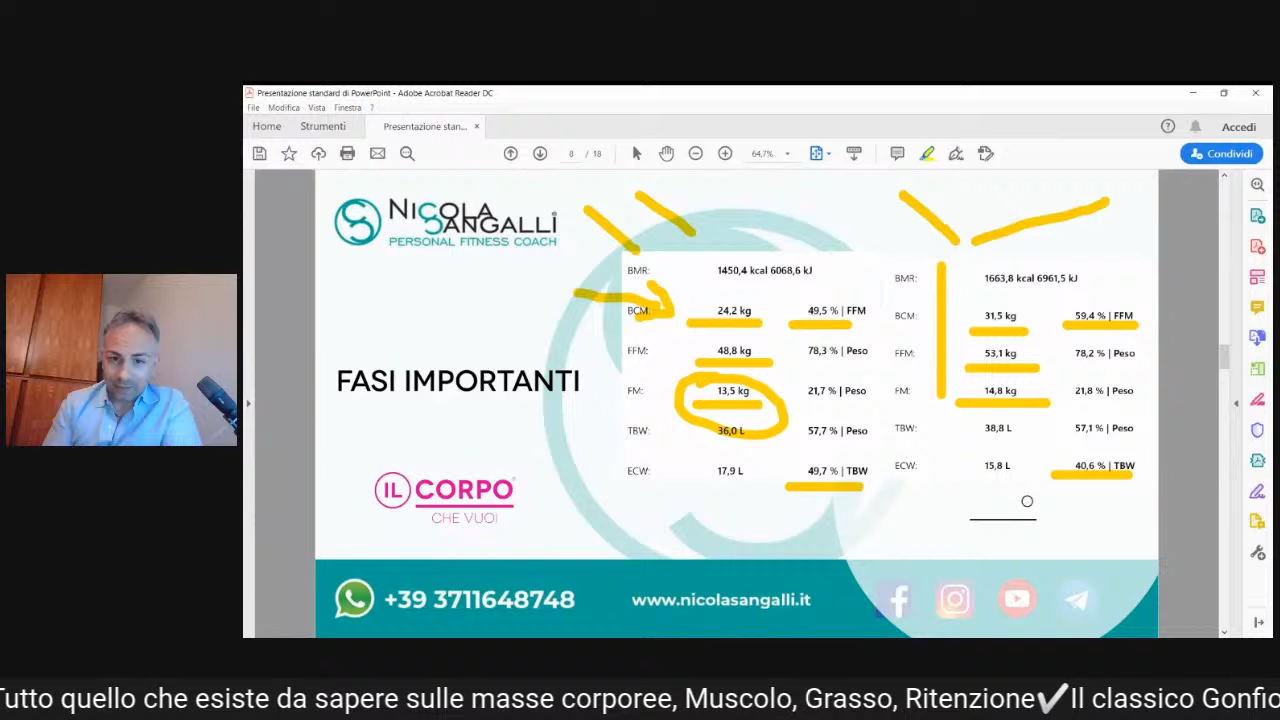 Presentazione standard di PowerPoint - Adobe Acrobat Reader DC
File Modifica Vista Finestra ?
Home Strumenti Presentazione stan... × Accedi
8 / 18 64,7% Condividi
NICOLA
SANGALLI
PERSONAL FITNESS COACH
FASI IMPORTANTI
IL CORPO
CHE VUOI
BMR: 1450,4 kcal 6068,6 kJ
BCM: 24,2 kg 49,5 % | FFM
FFM: 48,8 kg 78,3 % | Peso
FM: 13,5 kg 21,7 % | Peso
TBW: 36,0 L 57,7 % | Peso
ECW: 17,9 L 49,7 % | TBW
BMR: 1663,8 kcal 6961,5 kJ
BCM: 31,5 kg 59,4 % | FFM
FFM: 53,1 kg 78,2 % | Peso
FM: 14,8 kg 21,8 % | Peso
TBW: 38,8 L 57,1 % | Peso
ECW: 15,8 L 40,6 % | TBW
+39 3711648748 www.nicolasangalli.it
Tutto quello che esiste da sapere sulle masse corporee, Muscolo, Grasso, Ritenzione✔Il classico Gonfio